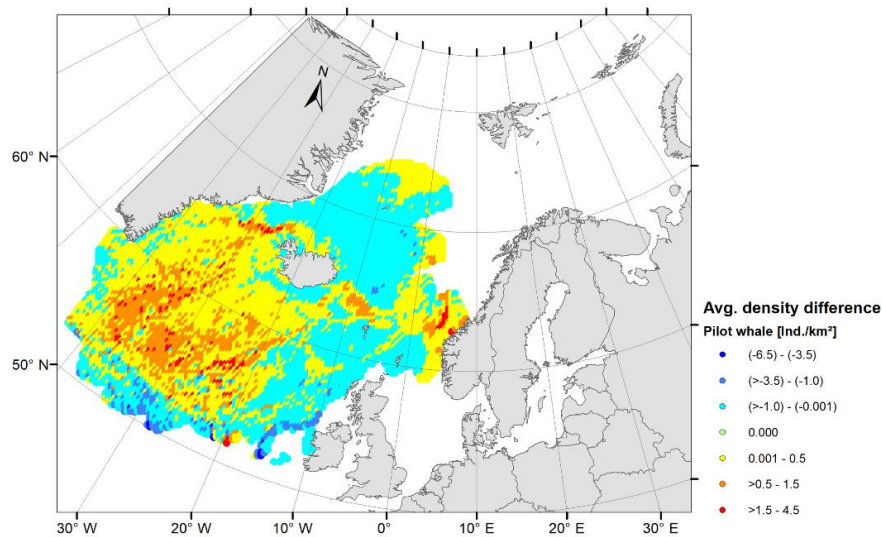 N
60° N
50° N
Avg. density difference
Pilot whale [Ind./km²]
(-6.5) - (-3.5)
(>-3.5) - (-1.0)
(>-1.0) - (-0.001)
0.000
0.001 - 0.5
>0.5 - 1.5
>1.5 - 4.5
30° W
20° W
10° W
0°
10° E
20° E
30° E